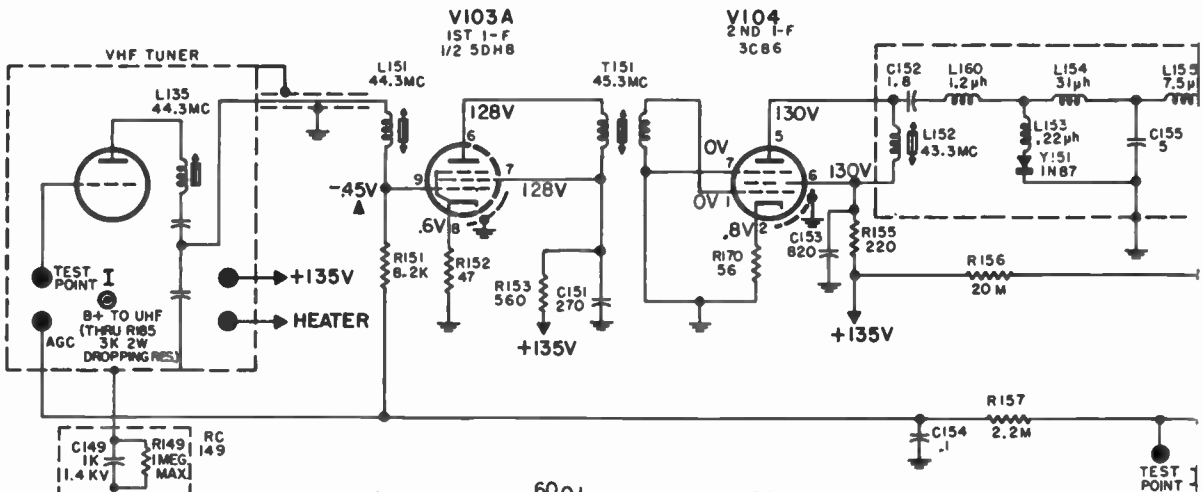 V103A
1ST I-F
1/2 5DH8
V104
2ND I-F
3CB6
VHF TUNER
L135
44.3MC
L151
44.3MC
T151
45.3MC
C152
1.8
L160
1.2μh
L154
31μh
L155
7.5μ
128V
6
7
128V
9
-.45V
.6V
8
130V
5
0V
7
0V
1
6
130V
.8V
2
L152
43.3MC
L153
.22μh
Y151
1N87
C155
5
R151
8.2K
R152
47
R153
560
C151
270
+135V
R170
56
C153
820
R155
220
+135V
R156
20 M
TEST
POINT I
+135V
B+ TO UHF
(THRU R185
3K 2W
DROPPING RES.)
HEATER
AGC
C149
1K
1.4 KV
R149
1MEG
MAX
RC
149
C154
.1
R157
2.2M
TEST
POINT